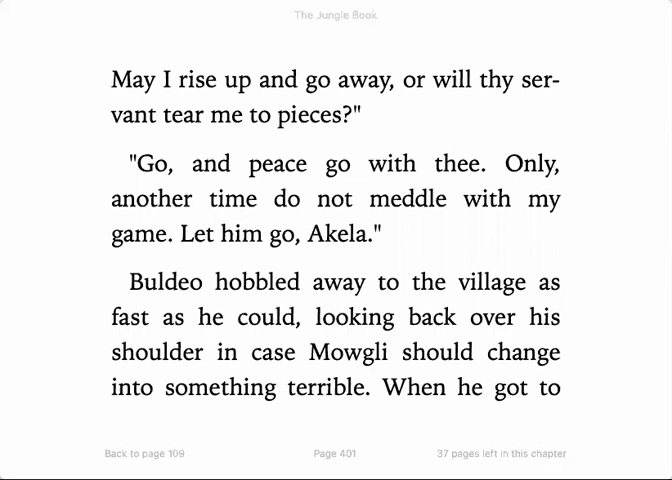 The Jungle Book
May I rise up and go away, or will thy ser-
vant tear me to pieces?"
"Go, and peace go with thee. Only,
another time do not meddle with my
game. Let him go, Akela."
Buldeo hobbled away to the village as
fast as he could, looking back over his
shoulder in case Mowgli should change
into something terrible. When he got to
Back to page 109 Page 401 37 pages left in this chapter